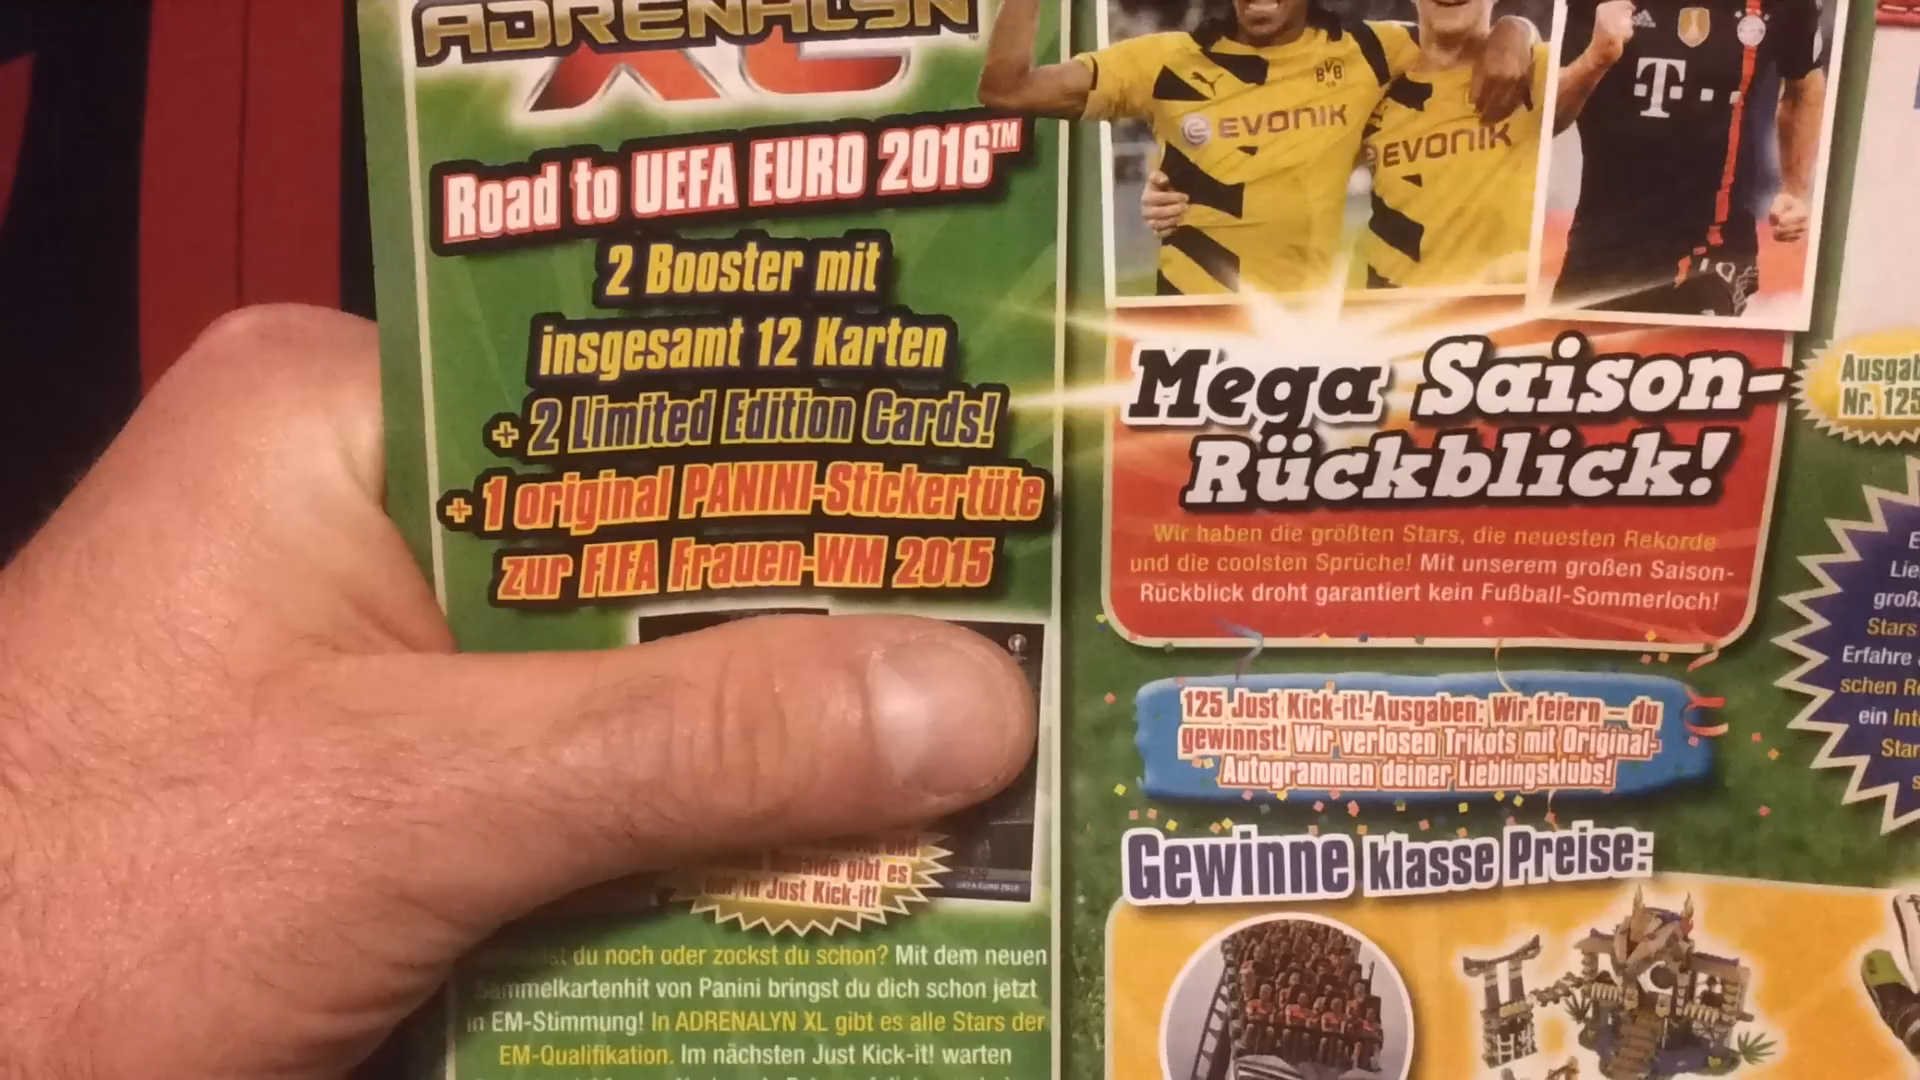 ADRENALYN
XL
Road to UEFA EURO 2016™
2 Booster mit
insgesamt 12 Karten
+ 2 Limited Edition Cards!
+ 1 original PANINI-Stickertüte
zur FIFA Frauen-WM 2015
gibt es
nur in Just Kick-it!
UEFA EURO 2016
du noch oder zockst du schon? Mit dem neuen
Sammelkartenhit von Panini bringst du dich schon jetzt
in EM-Stimmung! In ADRENALYN XL gibt es alle Stars der
EM-Qualifikation. Im nächsten Just Kick-it! warten
BVB
09
EVONIK
EVONIK
T
Mega Saison-
Rückblick!
Wir haben die größten Stars, die neuesten Rekorde
und die coolsten Sprüche! Mit unserem großen Saison-
Rückblick droht garantiert kein Fußball-Sommerloch!
125 Just Kick-it!-Ausgaben: Wir feiern – du
gewinnst! Wir verlosen Trikots mit Original-
Autogrammen deiner Lieblingsklubs!
Gewinne klasse Preise:
Ausgab
Nr. 125
E
Lie
groß
Stars
Erfahre
schen Re
ein Int
Star